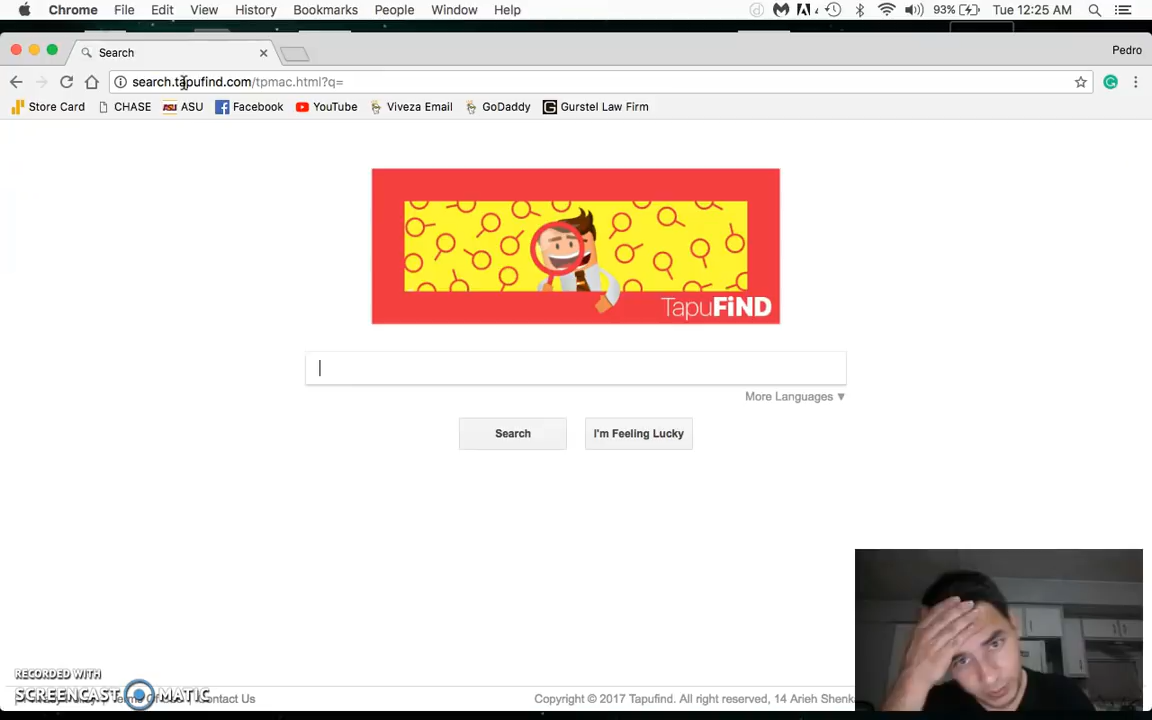 Chrome File Edit View History Bookmarks People Window Help 93% Tue 12:25 AM
Search Pedro
search.tapufind.com/tpmac.html?q=
Store Card CHASE ASU Facebook YouTube Viveza Email GoDaddy G Gurstel Law Firm
TapuFiND
More Languages ▼
Search I'm Feeling Lucky
RECORDED WITH
SCREENCAST MATIC
Contact Us Copyright © 2017 Tapufind. All right reserved, 14 Arieh Shenk